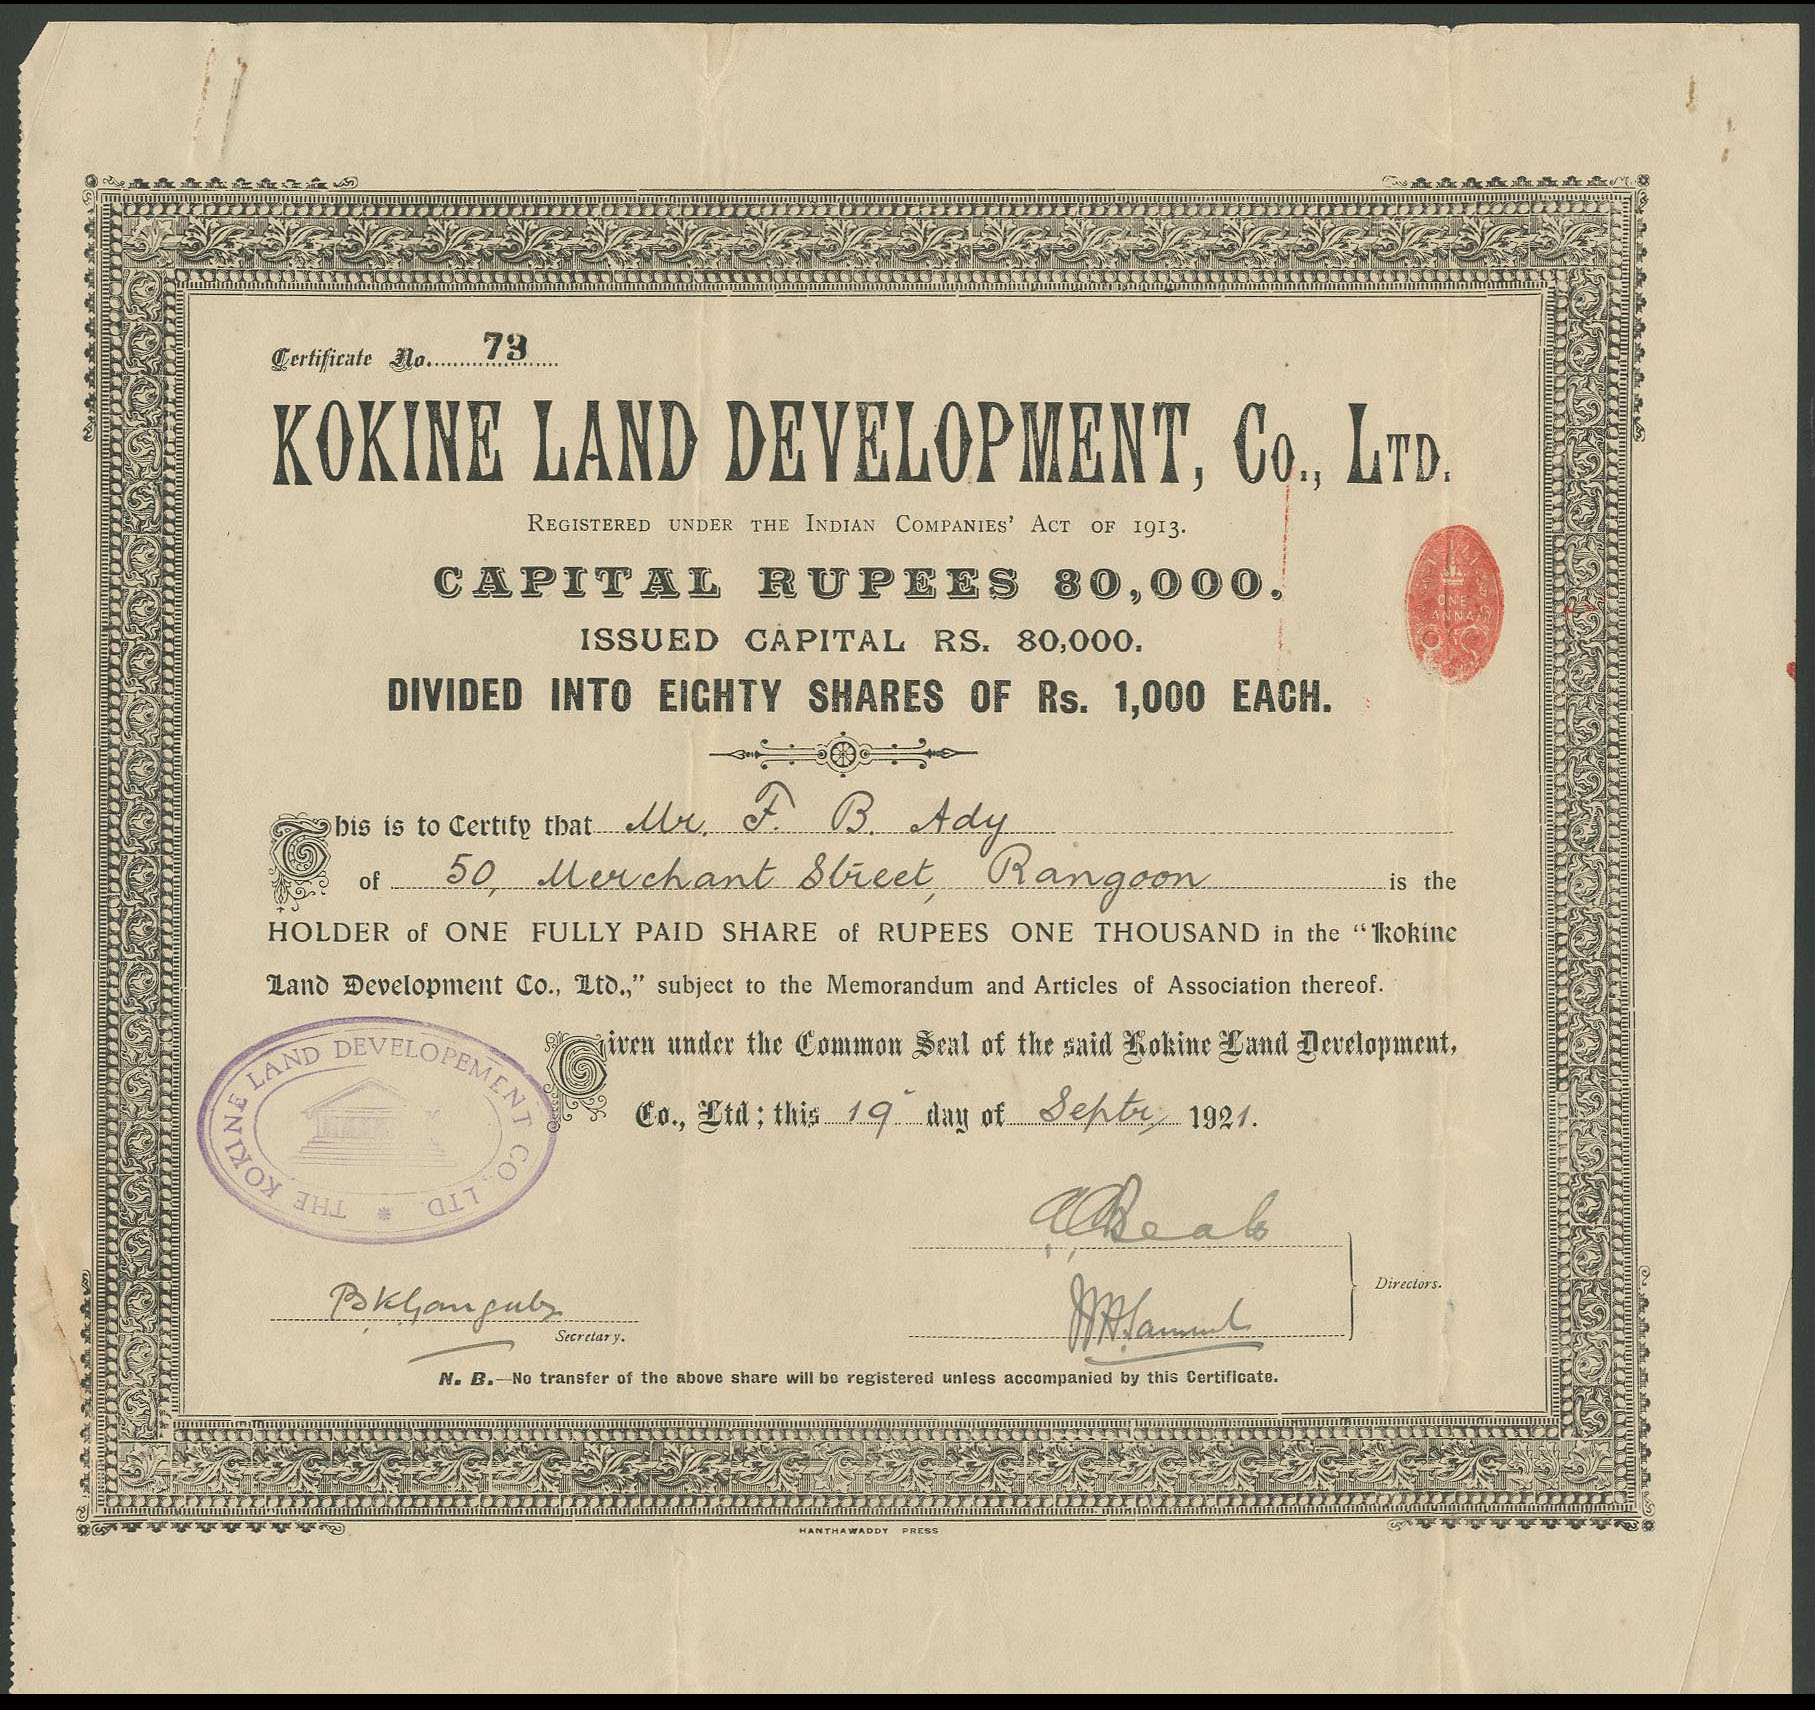 Certificate No. 73
KOKINE LAND DEVELOPMENT, Co., LTD.
REGISTERED UNDER THE INDIAN COMPANIES' ACT OF 1913.
CAPITAL RUPEES 80,000.
ISSUED CAPITAL RS. 80,000.
DIVIDED INTO EIGHTY SHARES OF Rs. 1,000 EACH.
ONE
ANNA
This is to Certify that Mr. F. B. Ady
of 50, Merchant Street, Rangoon is the
HOLDER of ONE FULLY PAID SHARE of RUPEES ONE THOUSAND in the "Kokine
Land Development Co., Ltd.," subject to the Memorandum and Articles of Association thereof.
Given under the Common Seal of the said Kokine Land Development,
Co., Ltd; this 19 day of Septr, 1921.
THE KOKINE LAND DEVELOPEMENT CO., LTD.
B K Ganguly
Secretary.
Directors.
N. B.—No transfer of the above share will be registered unless accompanied by this Certificate.
HANTHAWADDY PRESS